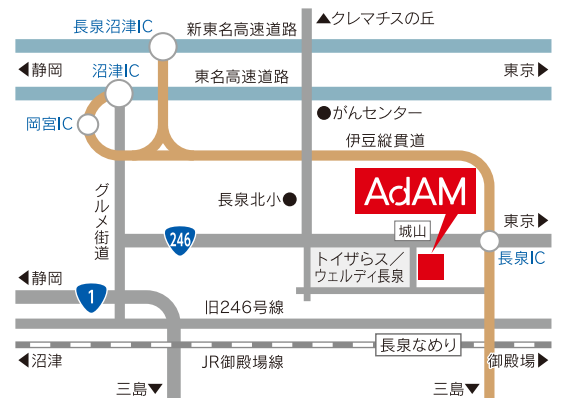 ▲クレマチスの丘
長泉沼津IC
新東名高速道路
◀静岡
沼津IC
東名高速道路
東京▶
岡宮IC
●がんセンター
伊豆縦貫道
グルメ街道
長泉北小●
AdAM
246
城山
東京▶
長泉IC
トイザらス／
ウェルディ長泉
◀静岡
1
旧246号線
長泉なめり
◀沼津
JR御殿場線
御殿場▶
三島▼
三島▼